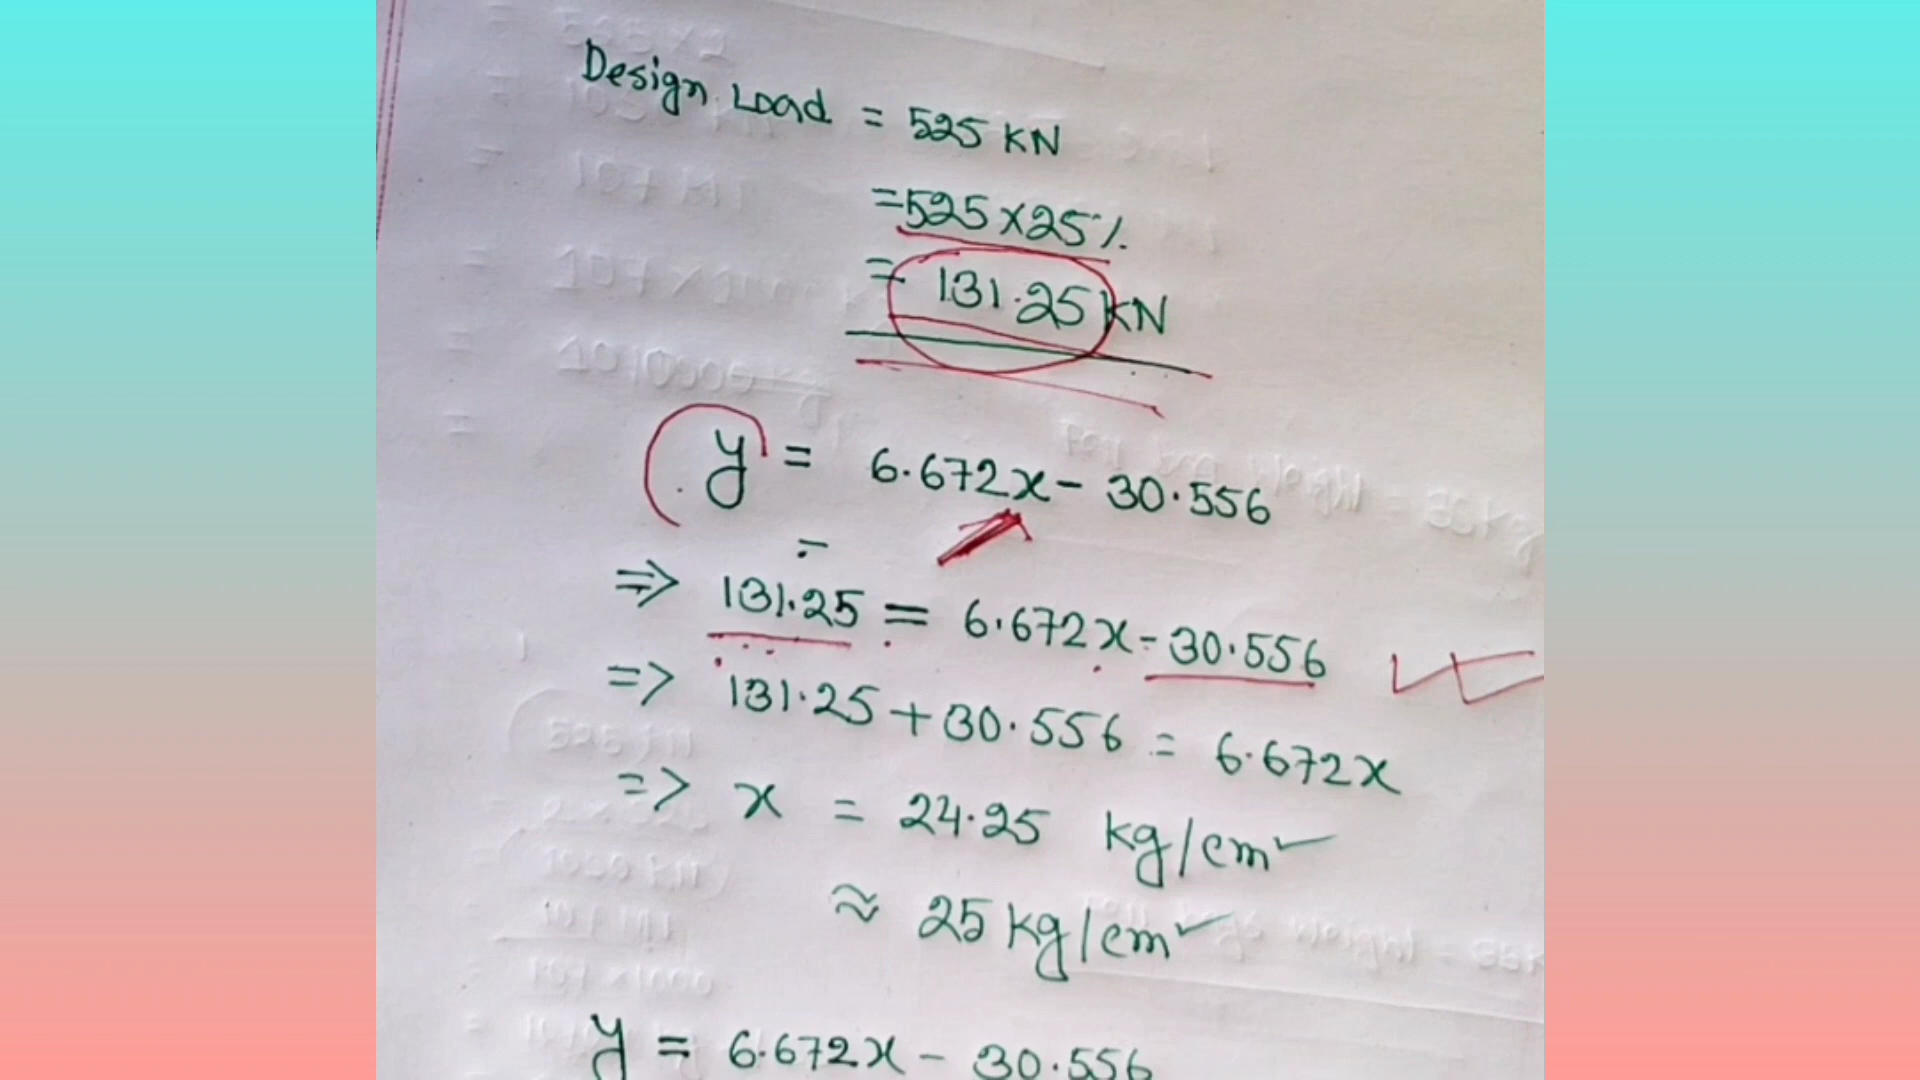 Design Load = 525 KN
= 525 x 25%
= 131.25 KN
y = 6.672x - 30.556
=> 131.25 = 6.672x - 30.556
=> 131.25 + 30.556 = 6.672x
=> x = 24.25 kg/cm²
≈ 25 kg/cm²
y = 6.672x - 30.556